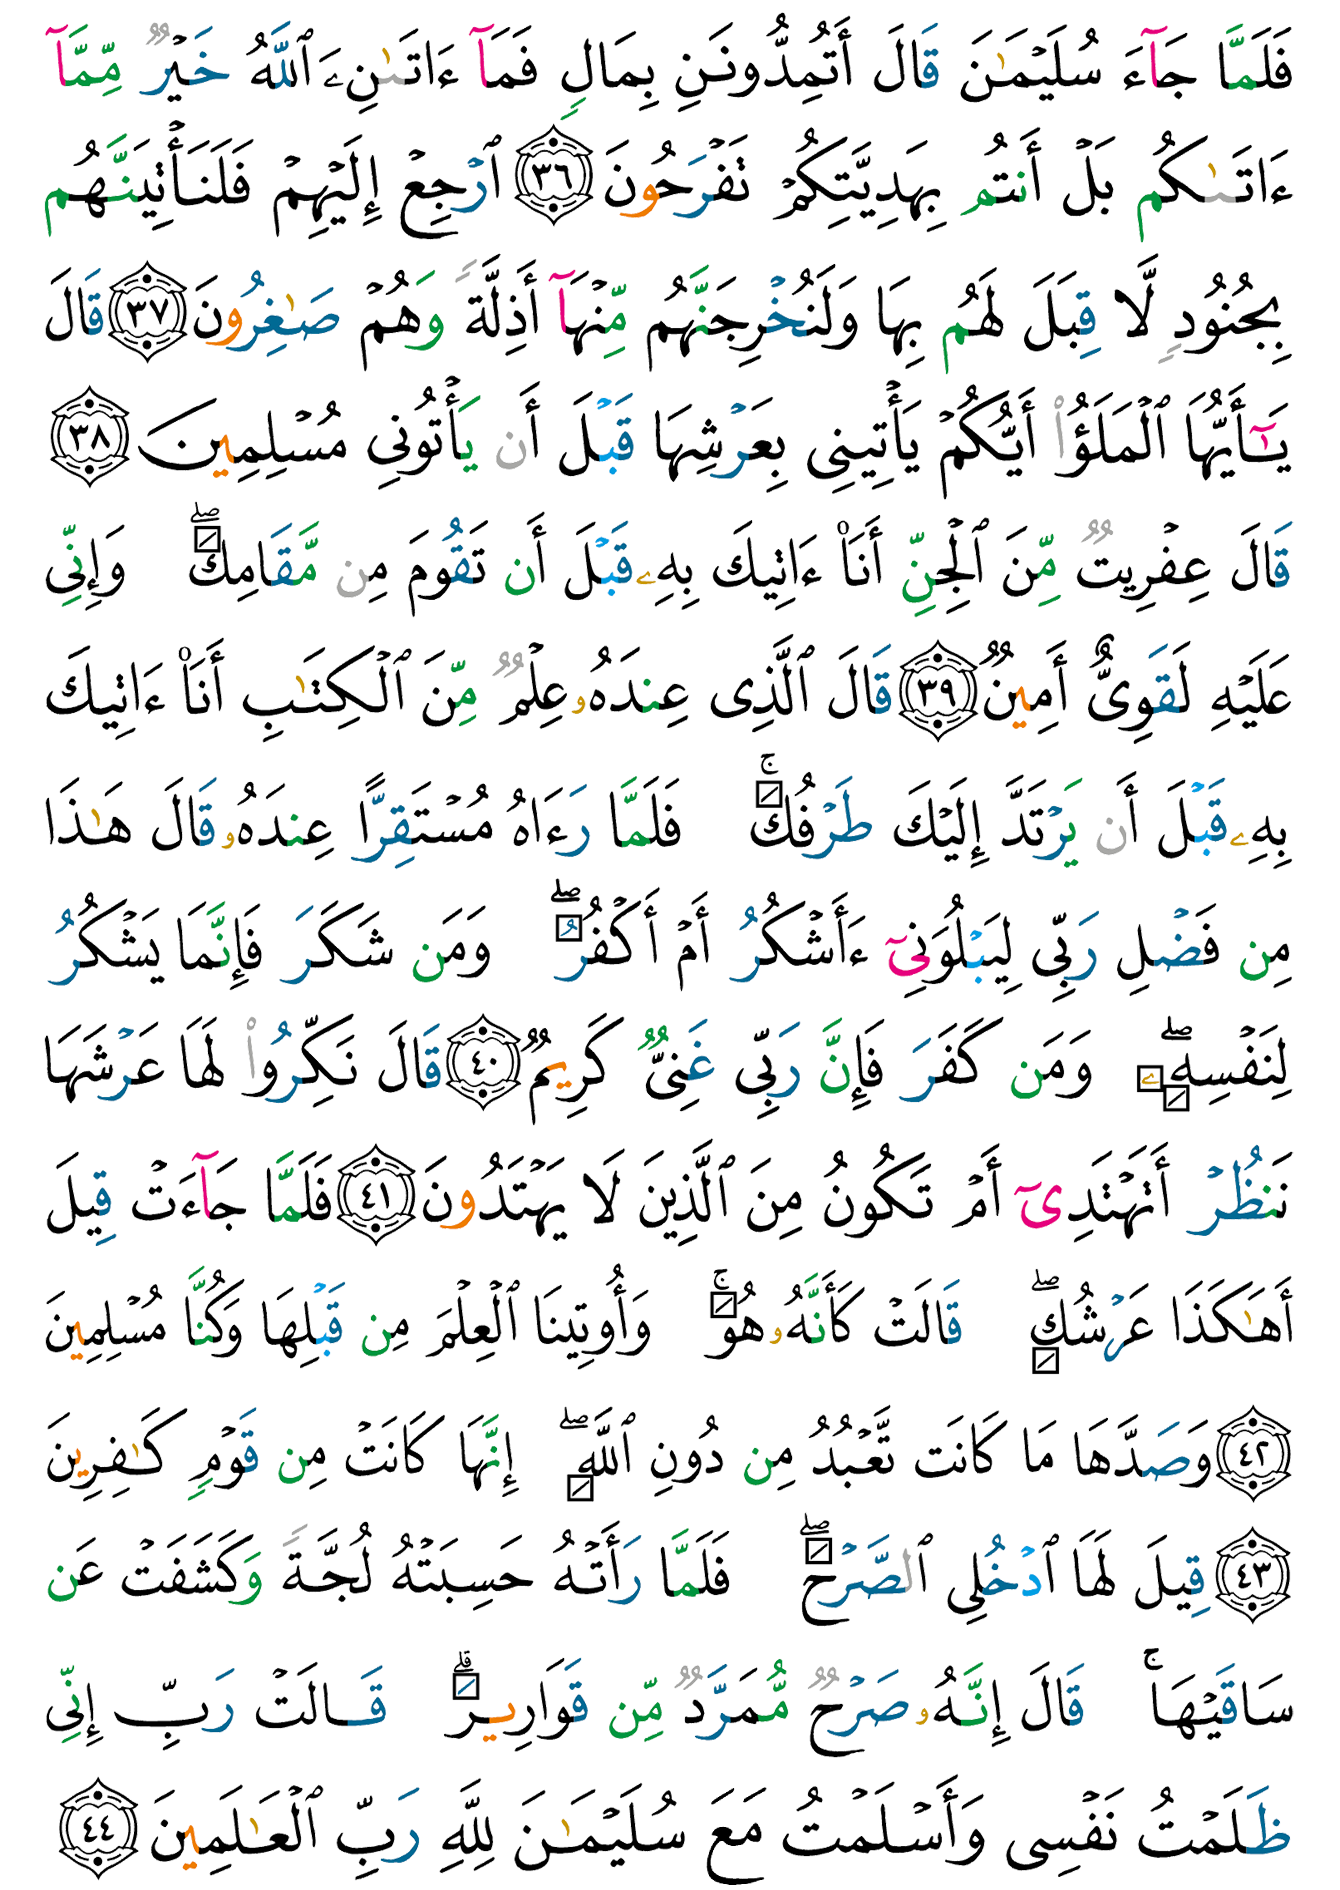 فَلَمَّا جَآءَ سُلَيْمَـٰنَ قَالَ أَتُمِدُّونَنِ بِمَالٍ فَمَآ ءَاتَىٰنِۦَ ٱللَّهُ خَيْرٌ مِّمَّآ
ءَاتَىٰكُم بَلْ أَنتُم بِهَدِيَّتِكُمْ تَفْرَحُونَ ٣٦ ٱرْجِعْ إِلَيْهِمْ فَلَنَأْتِيَنَّهُم
بِجُنُودٍ لَّا قِبَلَ لَهُم بِهَا وَلَنُخْرِجَنَّهُم مِّنْهَآ أَذِلَّةً وَهُمْ صَـٰغِرُونَ ٣٧ قَالَ
يَـٰٓأَيُّهَا ٱلْمَلَؤُا۟ أَيُّكُمْ يَأْتِينِى بِعَرْشِهَا قَبْلَ أَن يَأْتُونِى مُسْلِمِينَ ٣٨
قَالَ عِفْرِيتٌ مِّنَ ٱلْجِنِّ أَنَا۠ ءَاتِيكَ بِهِۦ قَبْلَ أَن تَقُومَ مِن مَّقَامِكَ ۖ وَإِنِّى
عَلَيْهِ لَقَوِىٌّ أَمِينٌ ٣٩ قَالَ ٱلَّذِى عِندَهُۥ عِلْمٌ مِّنَ ٱلْكِتَـٰبِ أَنَا۠ ءَاتِيكَ
بِهِۦ قَبْلَ أَن يَرْتَدَّ إِلَيْكَ طَرْفُكَ ۚ فَلَمَّا رَءَاهُ مُسْتَقِرًّا عِندَهُۥ قَالَ هَـٰذَا
مِن فَضْلِ رَبِّى لِيَبْلُوَنِىٓ ءَأَشْكُرُ أَمْ أَكْفُرُ ۖ وَمَن شَكَرَ فَإِنَّمَا يَشْكُرُ
لِنَفْسِهِۦ ۖ وَمَن كَفَرَ فَإِنَّ رَبِّى غَنِىٌّ كَرِيمٌ ٤٠ قَالَ نَكِّرُوا۟ لَهَا عَرْشَهَا
نَنظُرْ أَتَهْتَدِىٓ أَمْ تَكُونُ مِنَ ٱلَّذِينَ لَا يَهْتَدُونَ ٤١ فَلَمَّا جَآءَتْ قِيلَ
أَهَـٰكَذَا عَرْشُكِ ۖ قَالَتْ كَأَنَّهُۥ هُوَ ۚ وَأُوتِينَا ٱلْعِلْمَ مِن قَبْلِهَا وَكُنَّا مُسْلِمِينَ
٤٢ وَصَدَّهَا مَا كَانَت تَّعْبُدُ مِن دُونِ ٱللَّهِ ۖ إِنَّهَا كَانَتْ مِن قَوْمٍ كَـٰفِرِينَ
٤٣ قِيلَ لَهَا ٱدْخُلِى ٱلصَّرْحَ ۖ فَلَمَّا رَأَتْهُ حَسِبَتْهُ لُجَّةً وَكَشَفَتْ عَن
سَاقَيْهَا ۚ قَالَ إِنَّهُۥ صَرْحٌ مُّمَرَّدٌ مِّن قَوَارِيرَ ۗ قَالَتْ رَبِّ إِنِّى
ظَلَمْتُ نَفْسِى وَأَسْلَمْتُ مَعَ سُلَيْمَـٰنَ لِلَّهِ رَبِّ ٱلْعَـٰلَمِينَ ٤٤